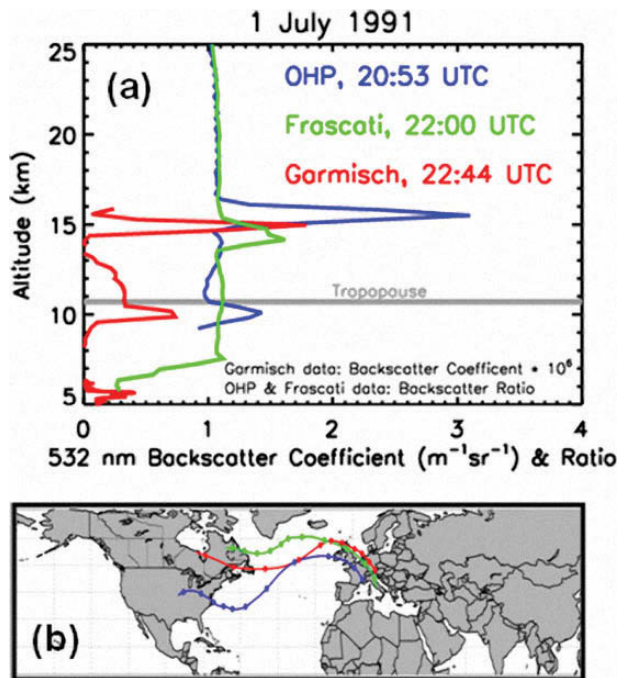 1 July 1991
(a)
OHP, 20:53 UTC
Frascati, 22:00 UTC
Garmisch, 22:44 UTC
Altitude (km)
25
20
15
10
5
Tropopause
Garmisch data: Backscatter Coefficent * 10⁶
OHP & Frascati data: Backscatter Ratio
0 1 2 3 4
532 nm Backscatter Coefficient (m⁻¹sr⁻¹) & Ratio
(b)